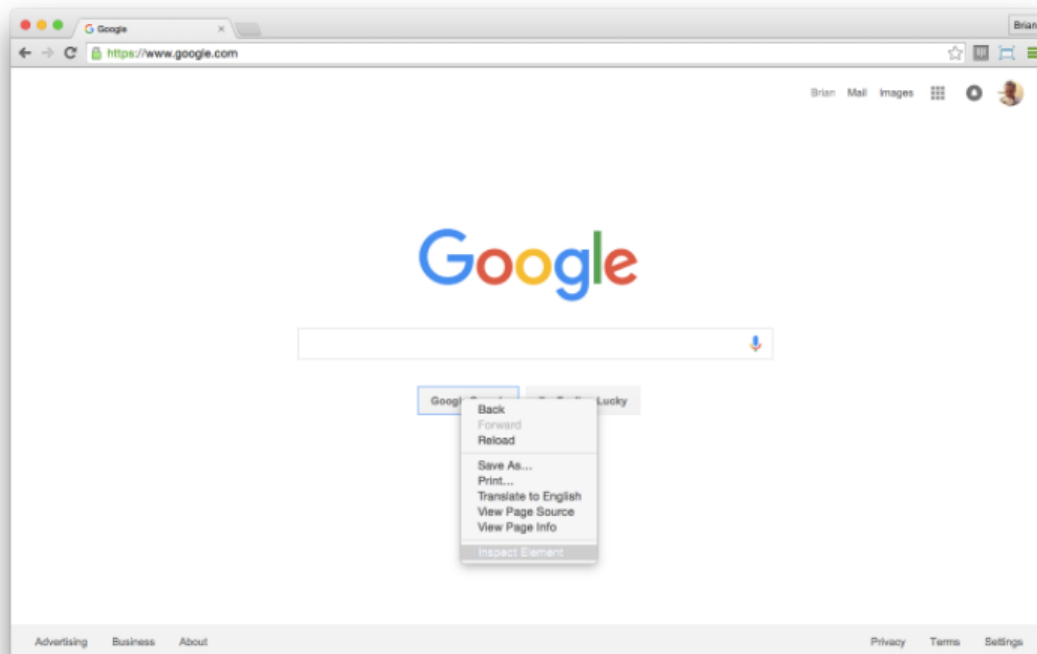 Google
Brian
https://www.google.com
Brian Mail Images
Google
Lucky
Back
Forward
Reload
Save As...
Print...
Translate to English
View Page Source
View Page Info
Inspect Element
Advertising Business About
Privacy Terms Settings